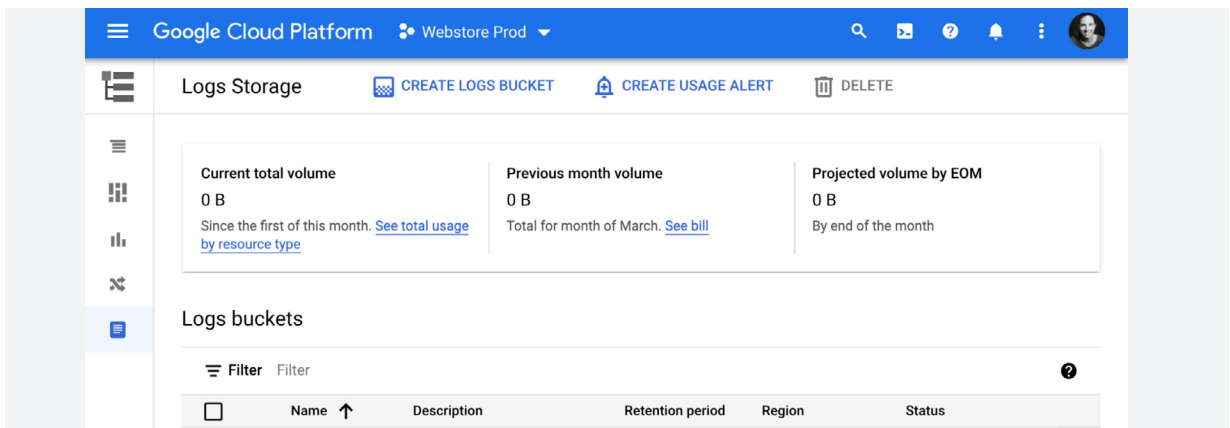 Google Cloud Platform Webstore Prod
Logs Storage CREATE LOGS BUCKET CREATE USAGE ALERT DELETE
Current total volume Previous month volume Projected volume by EOM
0 B 0 B 0 B
Since the first of this month. See total usage Total for month of March. See bill By end of the month
by resource type
Logs buckets
Filter Filter
Name Description Retention period Region Status